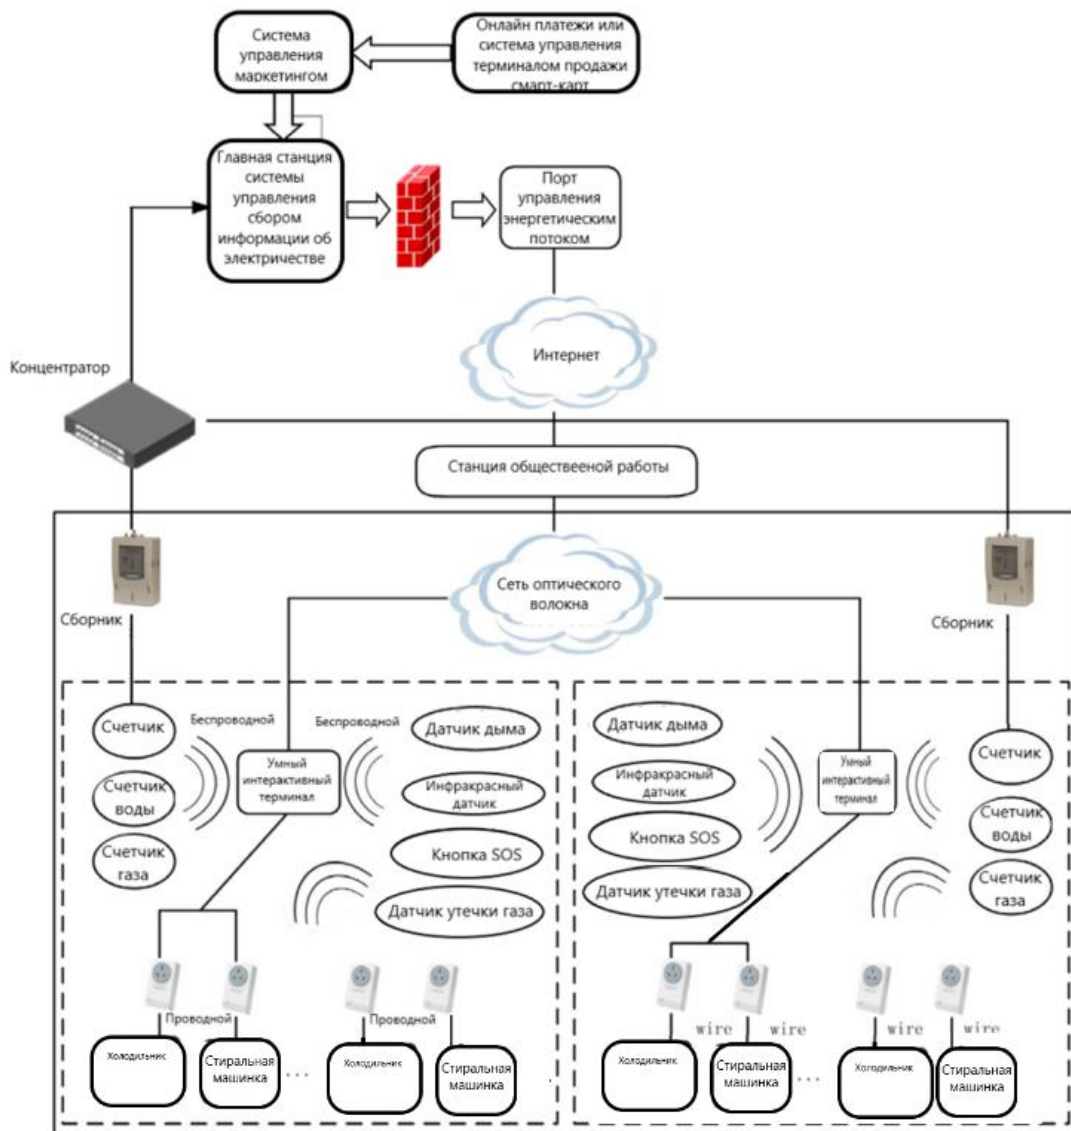 Система
управления
маркетингом
Онлайн платежи или
система управления
терминалом продажи
смарт-карт
Главная станция
системы
управления
сбором
информации об
электричестве
Порт
управления
энергетическим
потоком
Интернет
Концентратор
Станция общественой работы
Сеть оптического
волокна
Сборник
Сборник
Беспроводной
Беспроводной
Счетчик
Счетчик
воды
Счетчик
газа
Умный
интерактивный
терминал
Датчик дыма
Инфракрасный
датчик
Кнопка SOS
Датчик утечки газа
Проводной
Проводной
Холодильник
Стиральная
машинка
...
Холодильник
Стиральная
машинка
Датчик дыма
Инфракрасный
датчик
Кнопка SOS
Датчик утечки газа
Умный
интерактивный
терминал
Счетчик
Счетчик
воды
Счетчик
газа
wire
wire
wire
wire
Холодильник
Стиральная
машинка
...
Холодильник
Стиральная
машинка